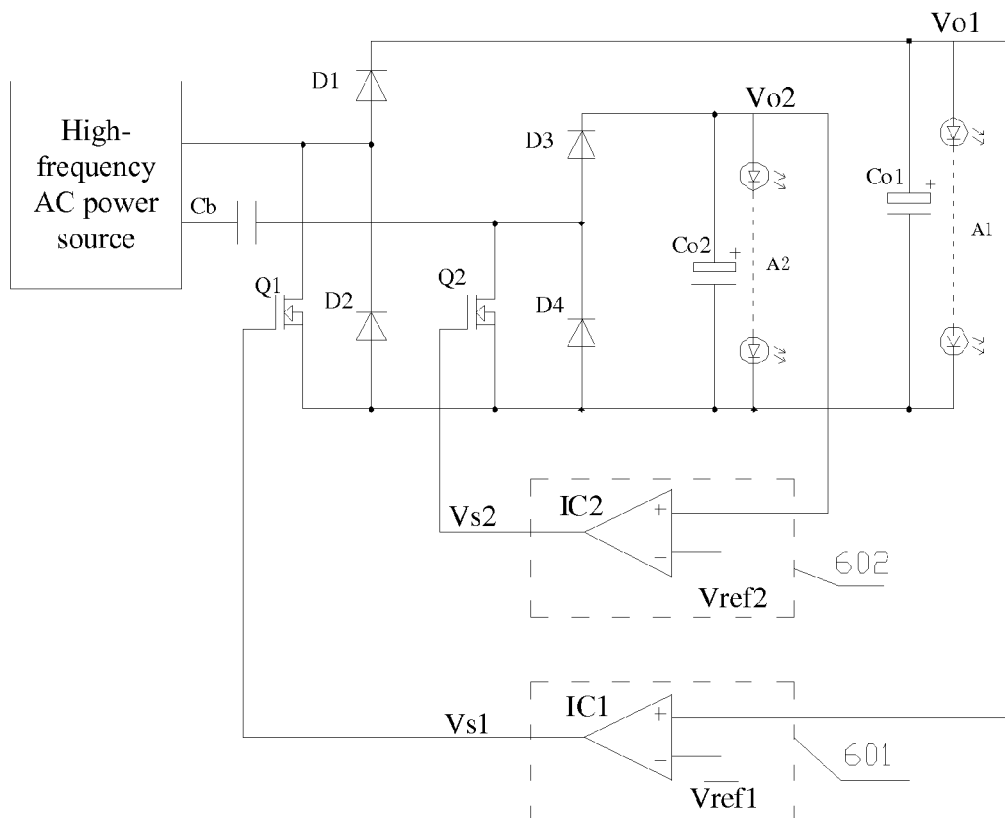 Vo1
D1
Vo2
High-
frequency
AC power
source
D3
Cb
Co1
+
A1
Co2
+
A2
Q1
D2
Q2
D4
IC2
+
Vs2
−
602
Vref2
IC1
+
Vs1
−
601
Vref1